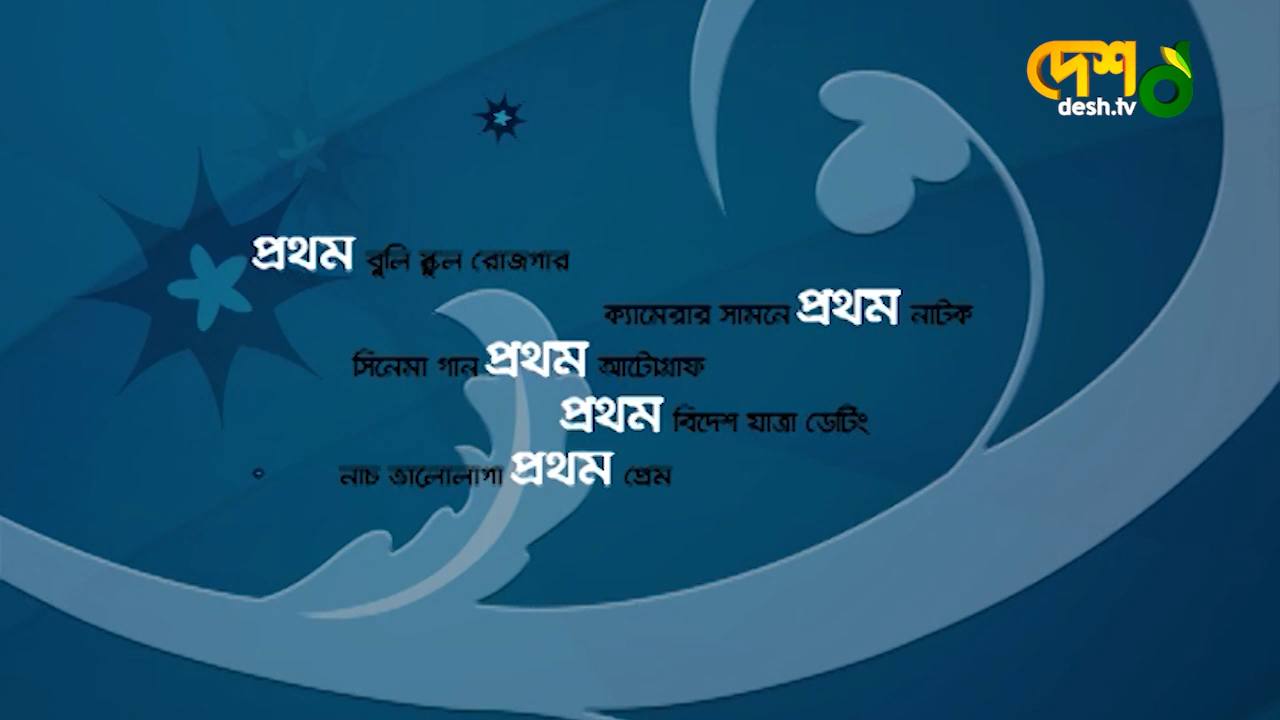 দেশ
desh.tv
প্রথম বুলি স্কুল রোজগার
ক্যামেরার সামনে প্রথম নাটক
সিনেমা গান প্রথম অটোগ্রাফ
প্রথম বিদেশ যাত্রা ডেটিং
নাচ ভালোলাগা প্রথম প্রেম